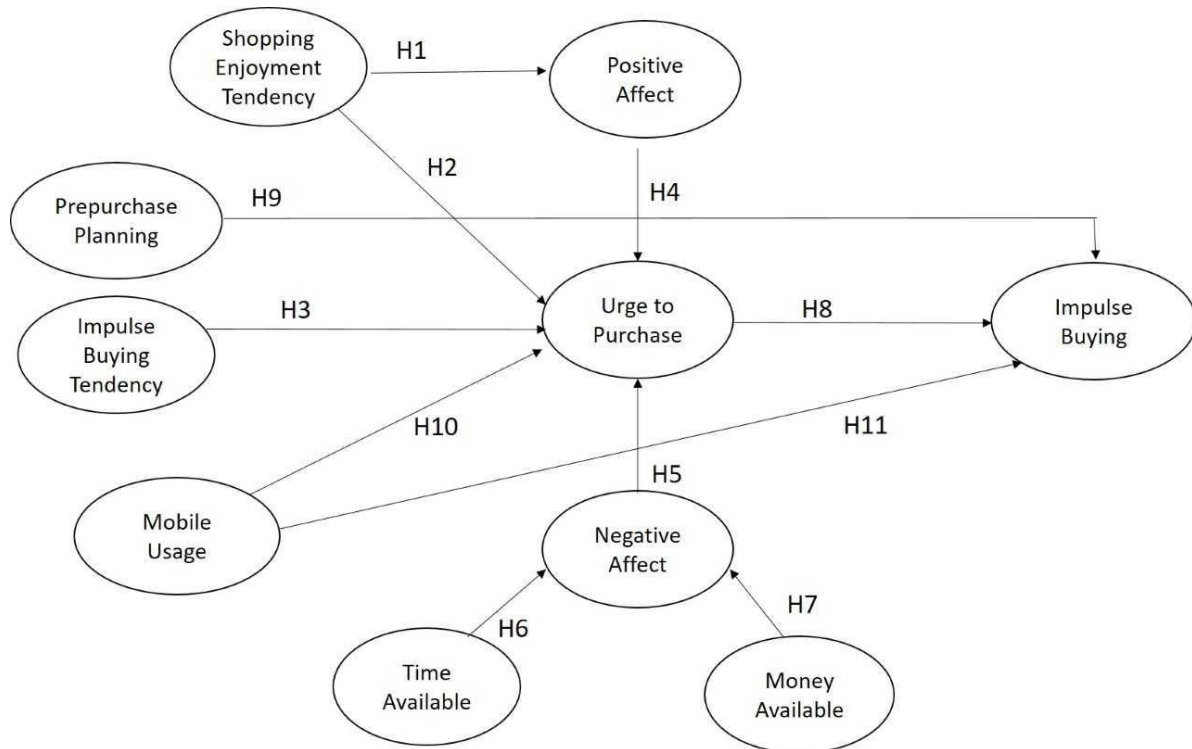 Shopping
Enjoyment
Tendency
H1
Positive
Affect
H2
H4
Prepurchase
Planning
H9
Urge to
Purchase
H8
Impulse
Buying
Impulse
Buying
Tendency
H3
H10
H11
Mobile
Usage
H5
Negative
Affect
H6
H7
Time
Available
Money
Available